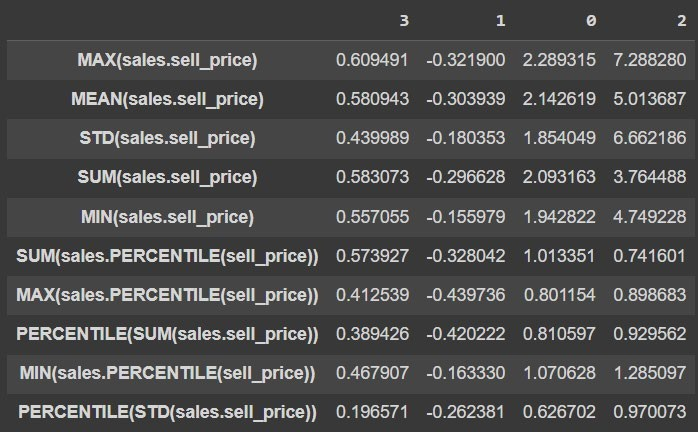 3 1 0 2
MAX(sales.sell_price) 0.609491 -0.321900 2.289315 7.288280
MEAN(sales.sell_price) 0.580943 -0.303939 2.142619 5.013687
STD(sales.sell_price) 0.439989 -0.180353 1.854049 6.662186
SUM(sales.sell_price) 0.583073 -0.296628 2.093163 3.764488
MIN(sales.sell_price) 0.557055 -0.155979 1.942822 4.749228
SUM(sales.PERCENTILE(sell_price)) 0.573927 -0.328042 1.013351 0.741601
MAX(sales.PERCENTILE(sell_price)) 0.412539 -0.439736 0.801154 0.898683
PERCENTILE(SUM(sales.sell_price)) 0.389426 -0.420222 0.810597 0.929562
MIN(sales.PERCENTILE(sell_price)) 0.467907 -0.163330 1.070628 1.285097
PERCENTILE(STD(sales.sell_price)) 0.196571 -0.262381 0.626702 0.970073